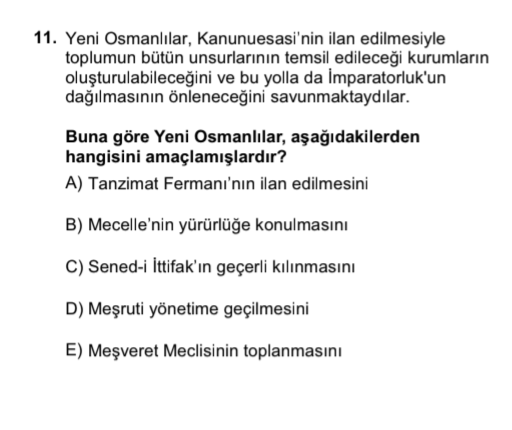 11. Yeni Osmanlılar, Kanunuesasi'nin ilan edilmesiyle
toplumun bütün unsurlarının temsil edileceği kurumların
oluşturulabileceğini ve bu yolla da İmparatorluk'un
dağılmasının önleneceğini savunmaktaydılar.
Buna göre Yeni Osmanlılar, aşağıdakilerden
hangisini amaçlamışlardır?
A) Tanzimat Fermanı'nın ilan edilmesini
B) Mecelle'nin yürürlüğe konulmasını
C) Sened-i İttifak'ın geçerli kılınmasını
D) Meşruti yönetime geçilmesini
E) Meşveret Meclisinin toplanmasını